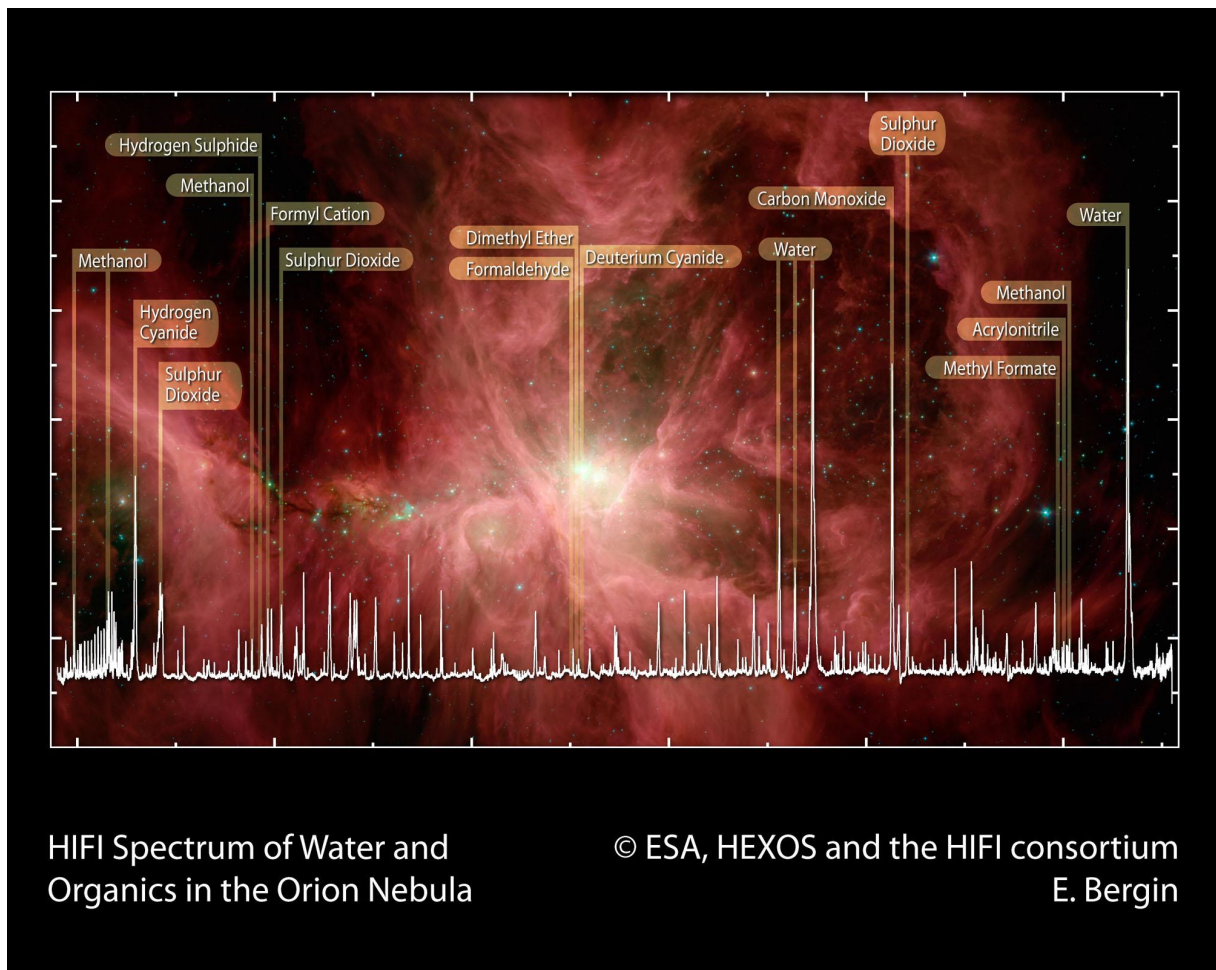 Sulphur
Dioxide
Hydrogen Sulphide
Methanol
Carbon Monoxide
Formyl Cation
Water
Dimethyl Ether
Water
Methanol
Sulphur Dioxide
Formaldehyde
Deuterium Cyanide
Methanol
Hydrogen
Cyanide
Acrylonitrile
Sulphur
Dioxide
Methyl Formate
HIFI Spectrum of Water and
Organics in the Orion Nebula
© ESA, HEXOS and the HIFI consortium
E. Bergin